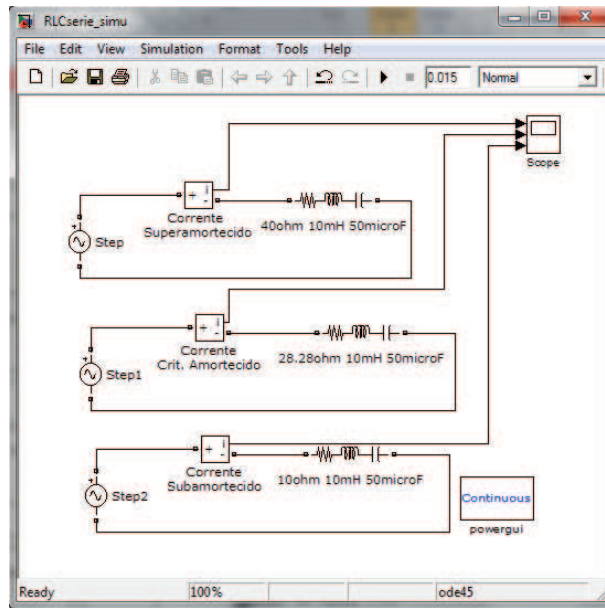 RLCserie_simu
File Edit View Simulation Format Tools Help
0.015 Normal
Scope
+ i -
Corrente
Superamortecido
40ohm 10mH 50microF
+
Step
+ i -
Corrente
Crit. Amortecido
28.28ohm 10mH 50microF
+
Step1
+ i -
Corrente
Subamortecido
10ohm 10mH 50microF
+
Step2
Continuous
powergui
Ready 100% ode45